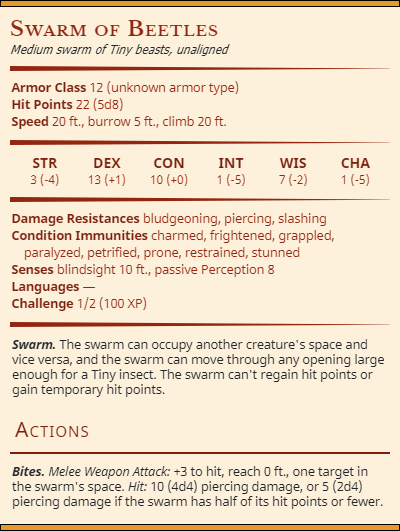 Swarm of Beetles
Medium swarm of Tiny beasts, unaligned
Armor Class 12 (unknown armor type)
Hit Points 22 (5d8)
Speed 20 ft., burrow 5 ft., climb 20 ft.
STR DEX CON INT WIS CHA
3 (-4) 13 (+1) 10 (+0) 1 (-5) 7 (-2) 1 (-5)
Damage Resistances bludgeoning, piercing, slashing
Condition Immunities charmed, frightened, grappled,
paralyzed, petrified, prone, restrained, stunned
Senses blindsight 10 ft., passive Perception 8
Languages —
Challenge 1/2 (100 XP)
Swarm. The swarm can occupy another creature's space and
vice versa, and the swarm can move through any opening large
enough for a Tiny insect. The swarm can't regain hit points or
gain temporary hit points.
Actions
Bites. Melee Weapon Attack: +3 to hit, reach 0 ft., one target in
the swarm's space. Hit: 10 (4d4) piercing damage, or 5 (2d4)
piercing damage if the swarm has half of its hit points or fewer.